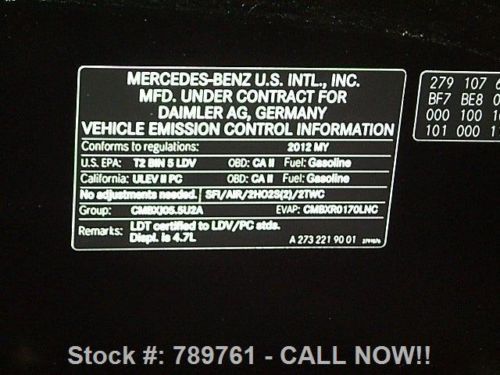 MERCEDES-BENZ U.S. INTL., INC.
MFD. UNDER CONTRACT FOR
DAIMLER AG, GERMANY
VEHICLE EMISSION CONTROL INFORMATION
Conforms to regulations: 2012 MY
U.S. EPA: T2 BIN 5 LDV OBD: CA II Fuel: Gasoline
California: ULEV II PC OBD: CA II Fuel: Gasoline
No adjustments needed. SFI/AIR/2HO2S(2)/2TWC
Group: EVAP: CMBXR0170LNC
Remarks: LDT certified to LDV/PC stds.
Displ. is 4.7L A 273 221 90 01
279 107 6
BF7 BE8 0
000 100
101 000
Stock #: 789761 - CALL NOW!!